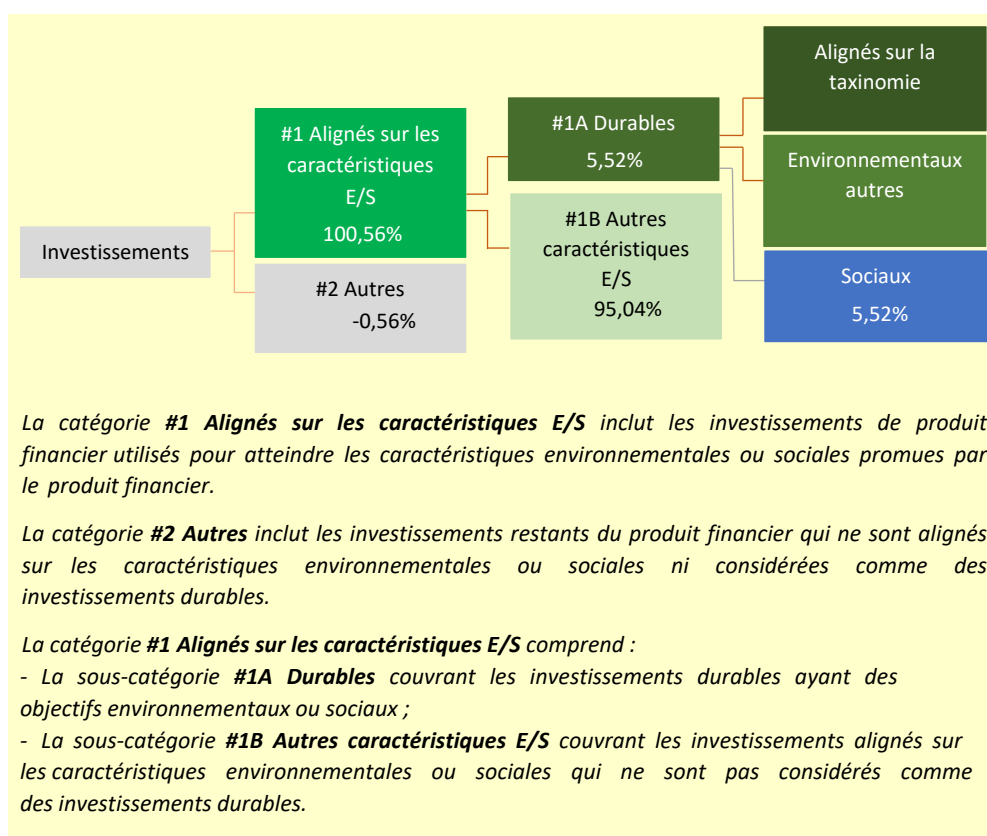 Investissements
#1 Alignés sur les
caractéristiques
E/S
100,56%
#2 Autres
-0,56%
#1A Durables
5,52%
#1B Autres
caractéristiques
E/S
95,04%
Alignés sur la
taxinomie
Environnementaux
autres
Sociaux
5,52%
La catégorie #1 Alignés sur les caractéristiques E/S inclut les investissements de produit
financier utilisés pour atteindre les caractéristiques environnementales ou sociales promues par
le produit financier.
La catégorie #2 Autres inclut les investissements restants du produit financier qui ne sont alignés
sur les caractéristiques environnementales ou sociales ni considérées comme des
investissements durables.
La catégorie #1 Alignés sur les caractéristiques E/S comprend :
- La sous-catégorie #1A Durables couvrant les investissements durables ayant des
objectifs environnementaux ou sociaux ;
- La sous-catégorie #1B Autres caractéristiques E/S couvrant les investissements alignés sur
les caractéristiques environnementales ou sociales qui ne sont pas considérés comme
des investissements durables.